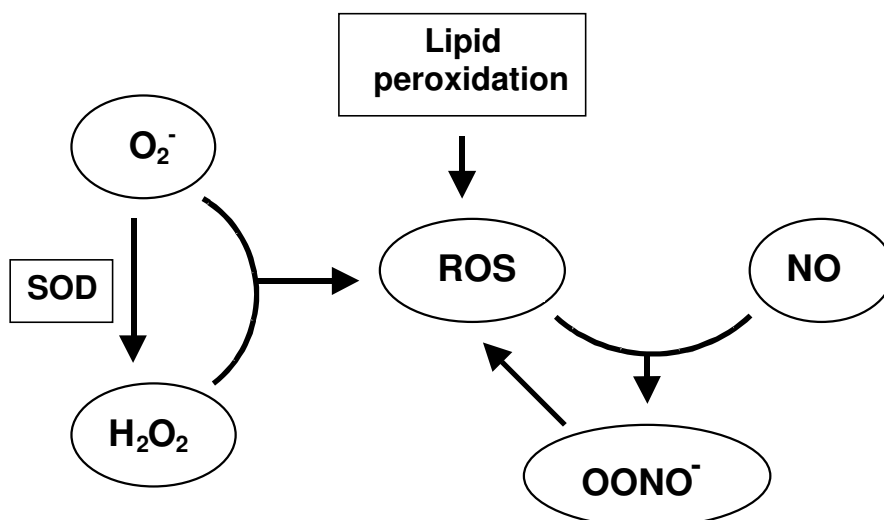 Lipid
peroxidation
O₂⁻
SOD
ROS
NO
H₂O₂
OONO⁻